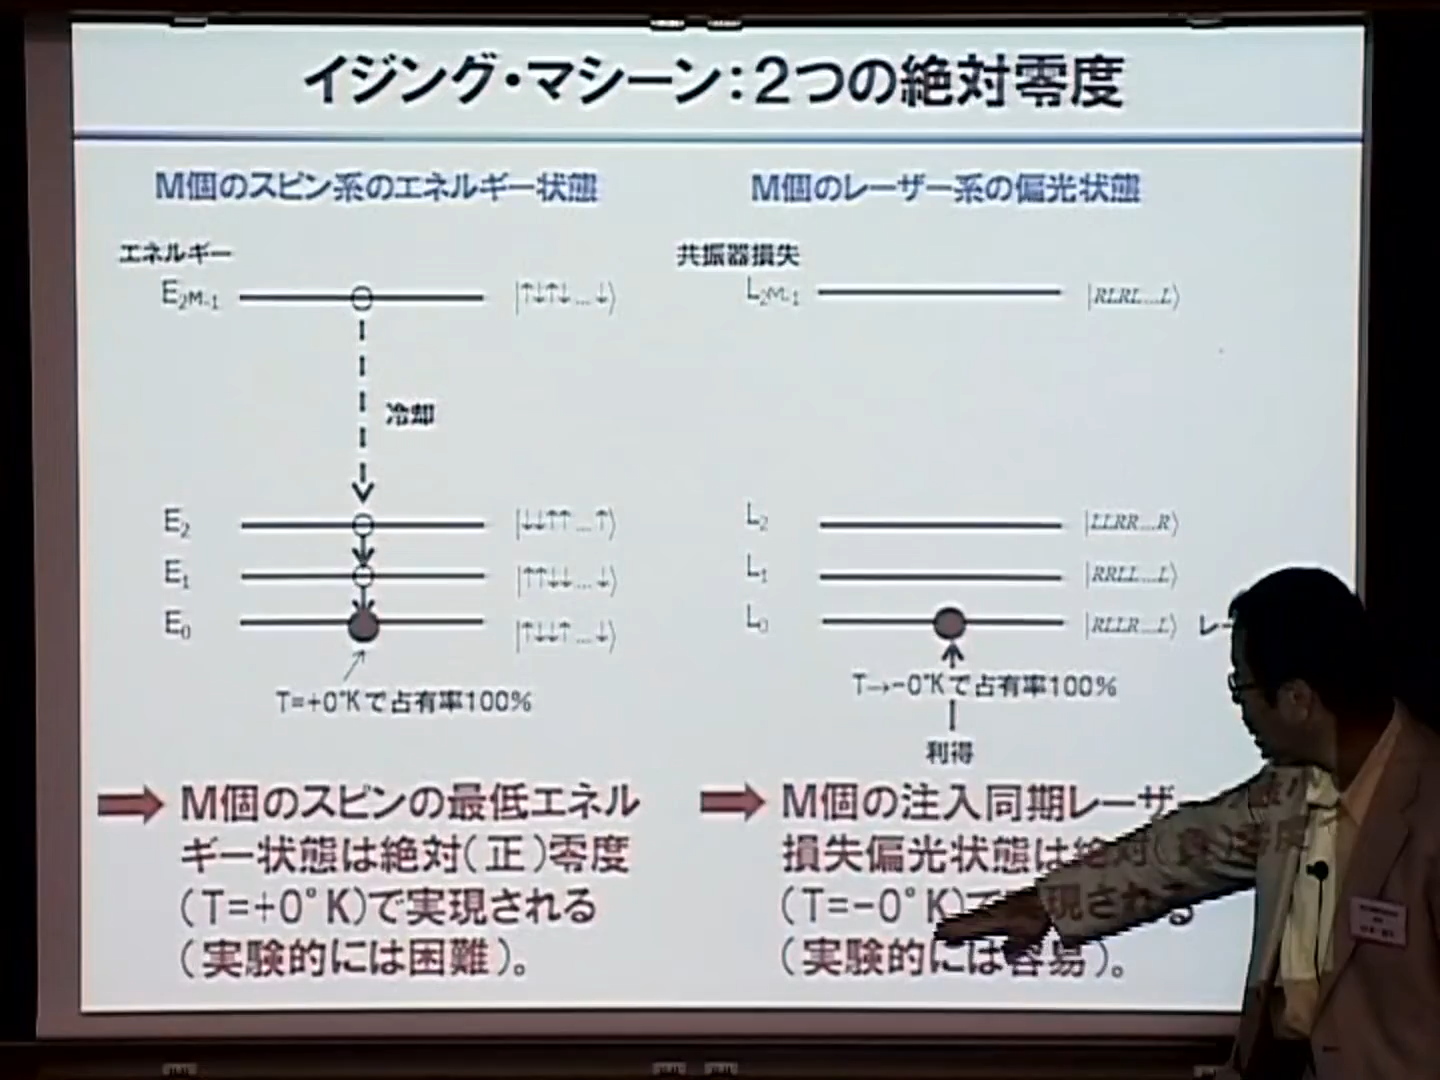 イジング・マシーン：2つの絶対零度
M個のスピン系のエネルギー状態
エネルギー
E2M-1
|↑↓↑↓...↓⟩
冷却
E2
|↓↓↑↑...↑⟩
E1
|↑↑↓↓...↓⟩
E0
|↑↓↓↑...↓⟩
T=+0°Kで占有率100%
M個のスピンの最低エネル
ギー状態は絶対(正)零度
(T=+0°K)で実現される
(実験的には困難)。
M個のレーザー系の偏光状態
共振器損失
L2M-1
|RLRL...L⟩
L2
|LLRR...R⟩
L1
|RRLL...L⟩
L0
|RLLR...L⟩
レー
T→-0°Kで占有率100%
利得
M個の注入同期レーザー
損失偏光状態は絶対(負)零度
(T=-0°K)で実現される
(実験的には容易)。